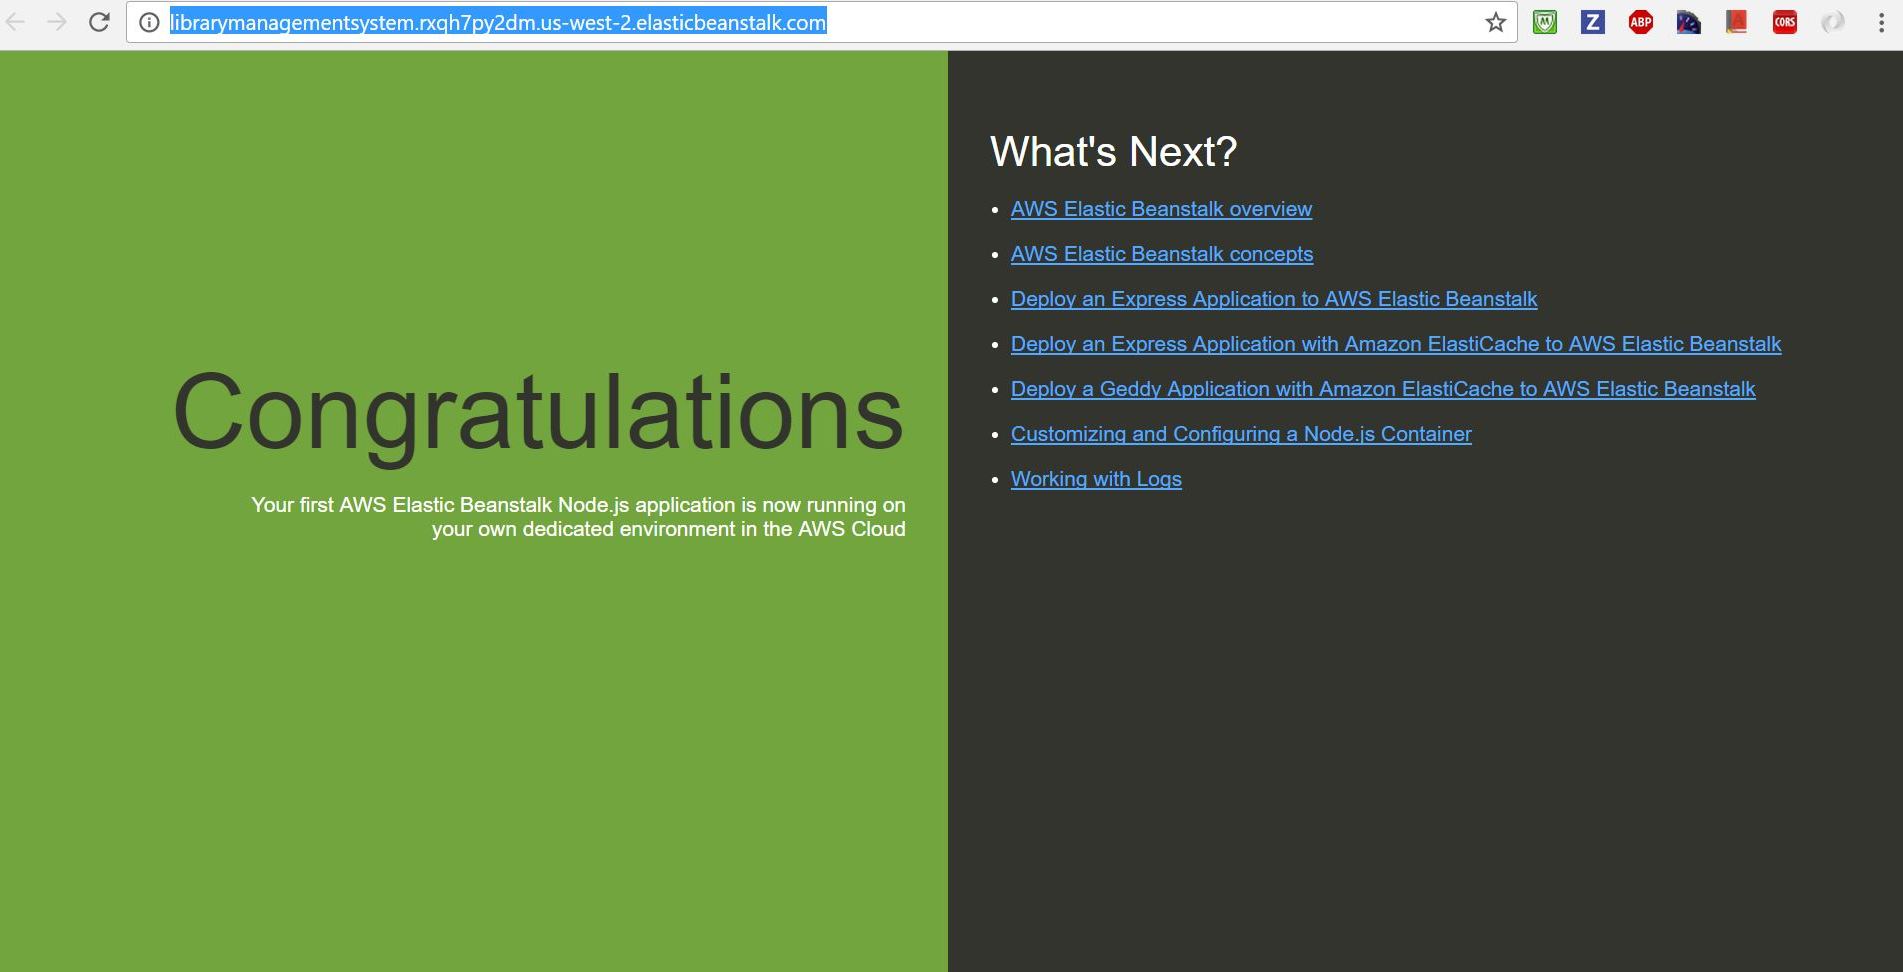 librarymanagementsystem.rxqh7py2dm.us-west-2.elasticbeanstalk.com
M
Z
ABP
A
CORS
Congratulations
Your first AWS Elastic Beanstalk Node.js application is now running on
your own dedicated environment in the AWS Cloud
What's Next?
AWS Elastic Beanstalk overview
AWS Elastic Beanstalk concepts
Deploy an Express Application to AWS Elastic Beanstalk
Deploy an Express Application with Amazon ElastiCache to AWS Elastic Beanstalk
Deploy a Geddy Application with Amazon ElastiCache to AWS Elastic Beanstalk
Customizing and Configuring a Node.js Container
Working with Logs